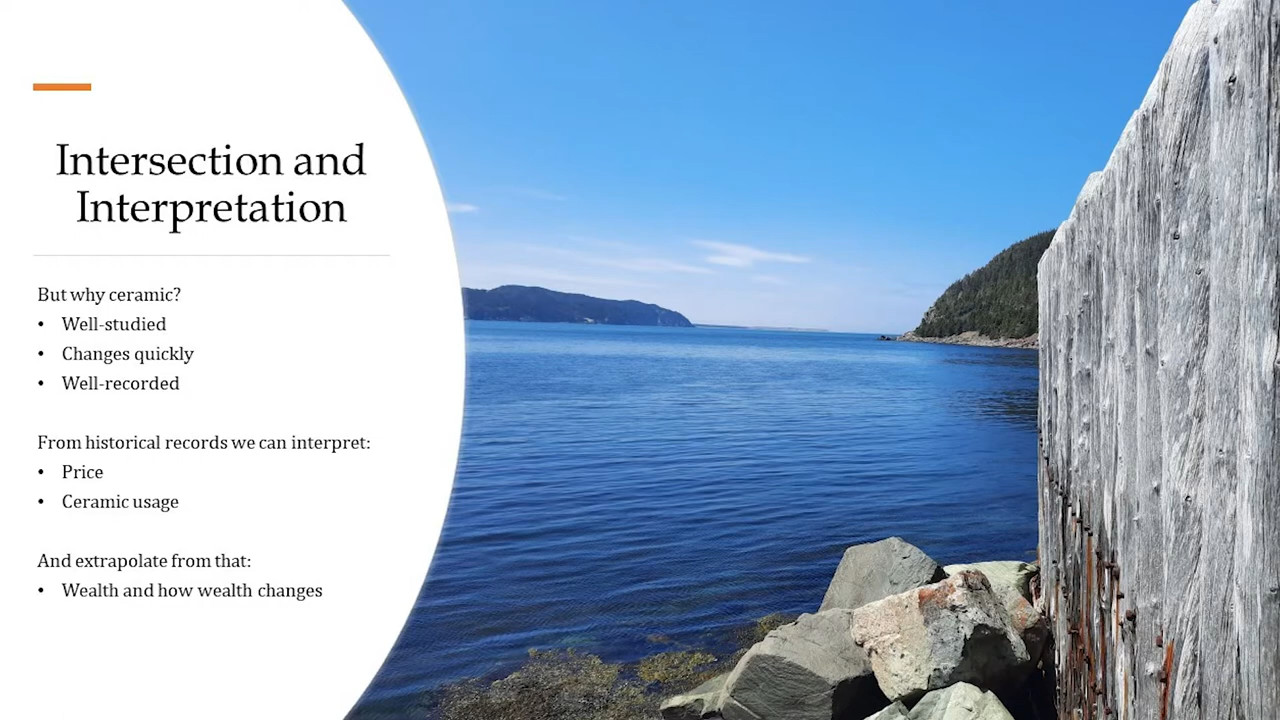 Intersection and
Interpretation
But why ceramic?
• Well-studied
• Changes quickly
• Well-recorded
From historical records we can interpret:
• Price
• Ceramic usage
And extrapolate from that:
• Wealth and how wealth changes